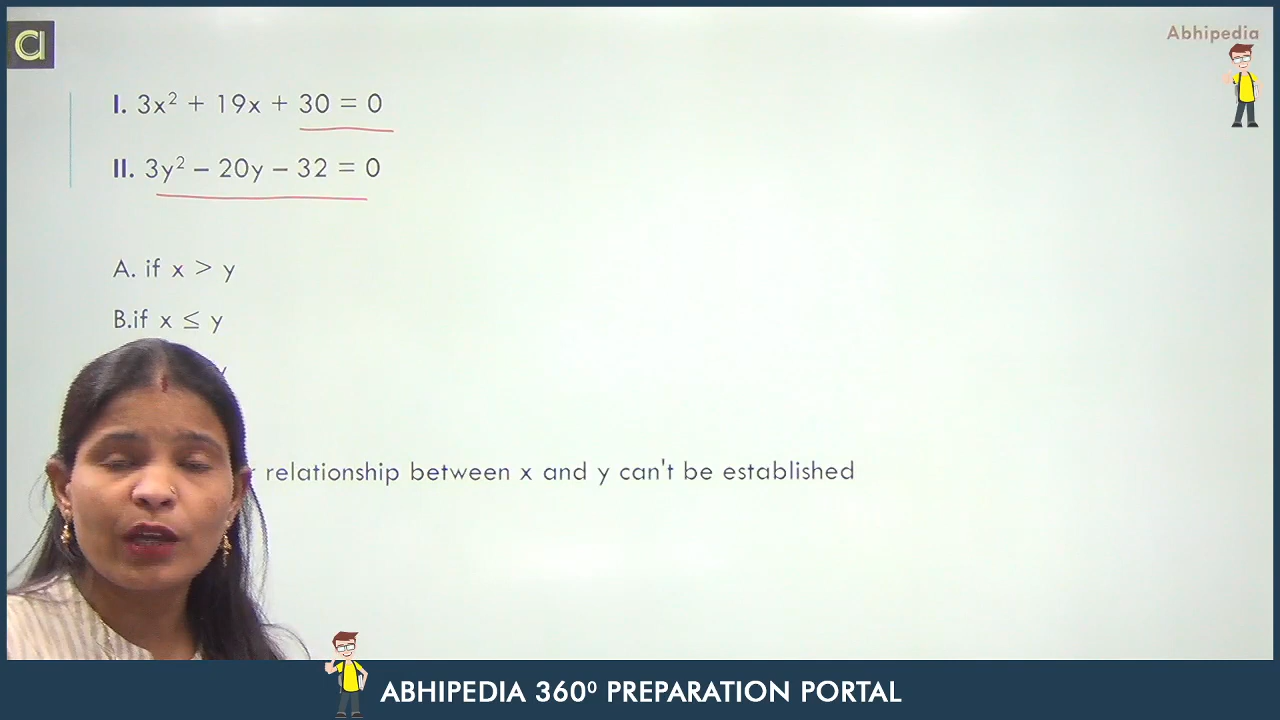 Abhipedia
I. 3x² + 19x + 30 = 0
II. 3y² – 20y – 32 = 0
A. if x > y
B.if x ≤ y
relationship between x and y can't be established
ABHIPEDIA 360⁰ PREPARATION PORTAL